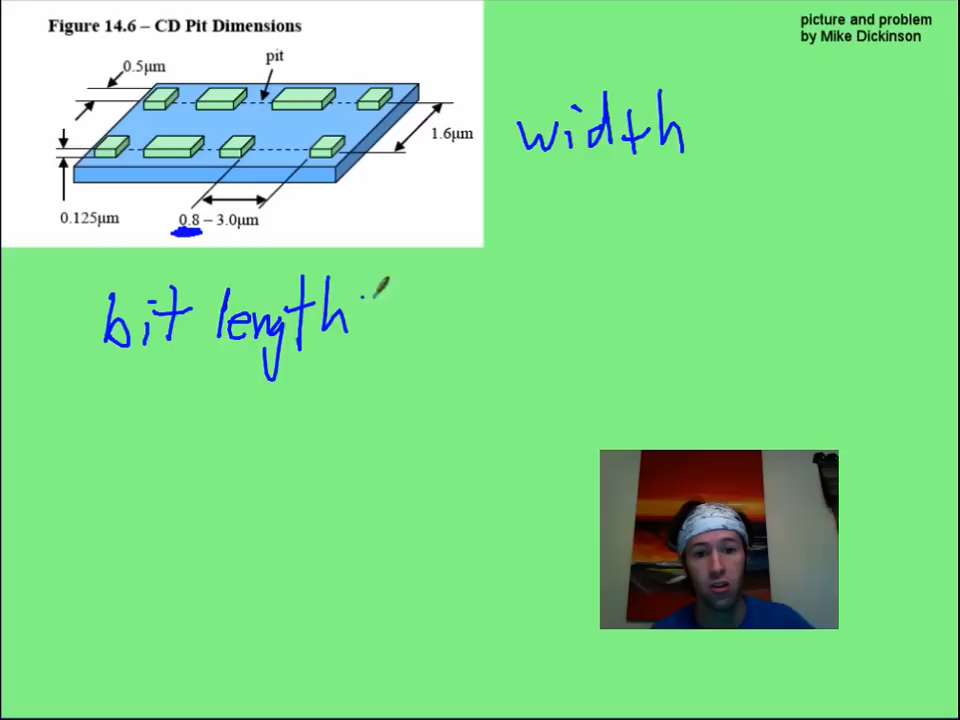 Figure 14.6 – CD Pit Dimensions
picture and problem
by Mike Dickinson
0.5μm
pit
width
1.6μm
0.125μm
0.8 – 3.0μm
bit length